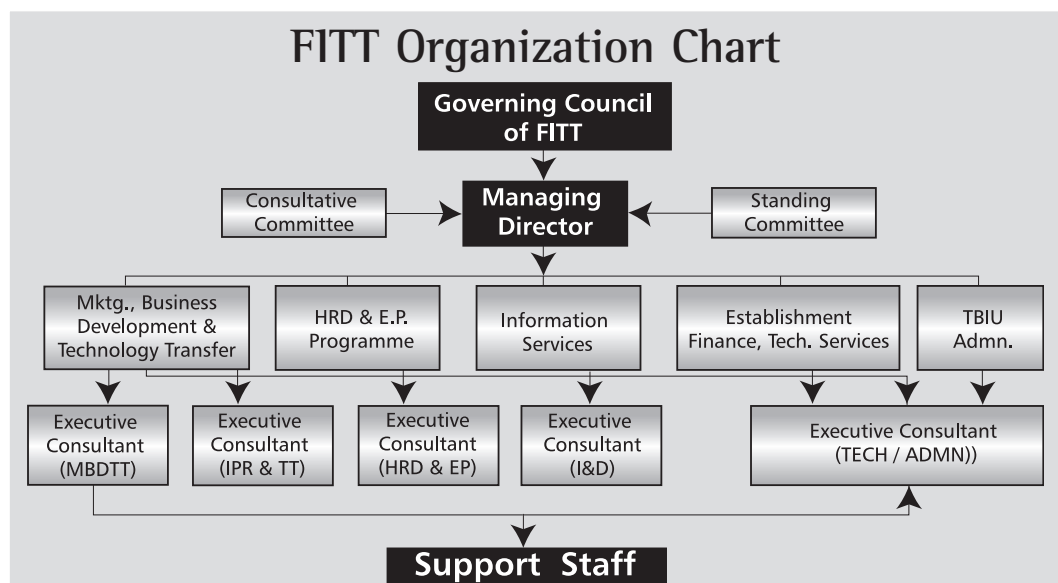 FITT Organization Chart
Governing Council
of FITT
Consultative
Committee
Managing
Director
Standing
Committee
Mktg., Business
Development &
Technology Transfer
HRD & E.P.
Programme
Information
Services
Establishment
Finance, Tech. Services
TBIU
Admn.
Executive
Consultant
(MBDTT)
Executive
Consultant
(IPR & TT)
Executive
Consultant
(HRD & EP)
Executive
Consultant
(I&D)
Executive Consultant
(TECH / ADMN))
Support Staff